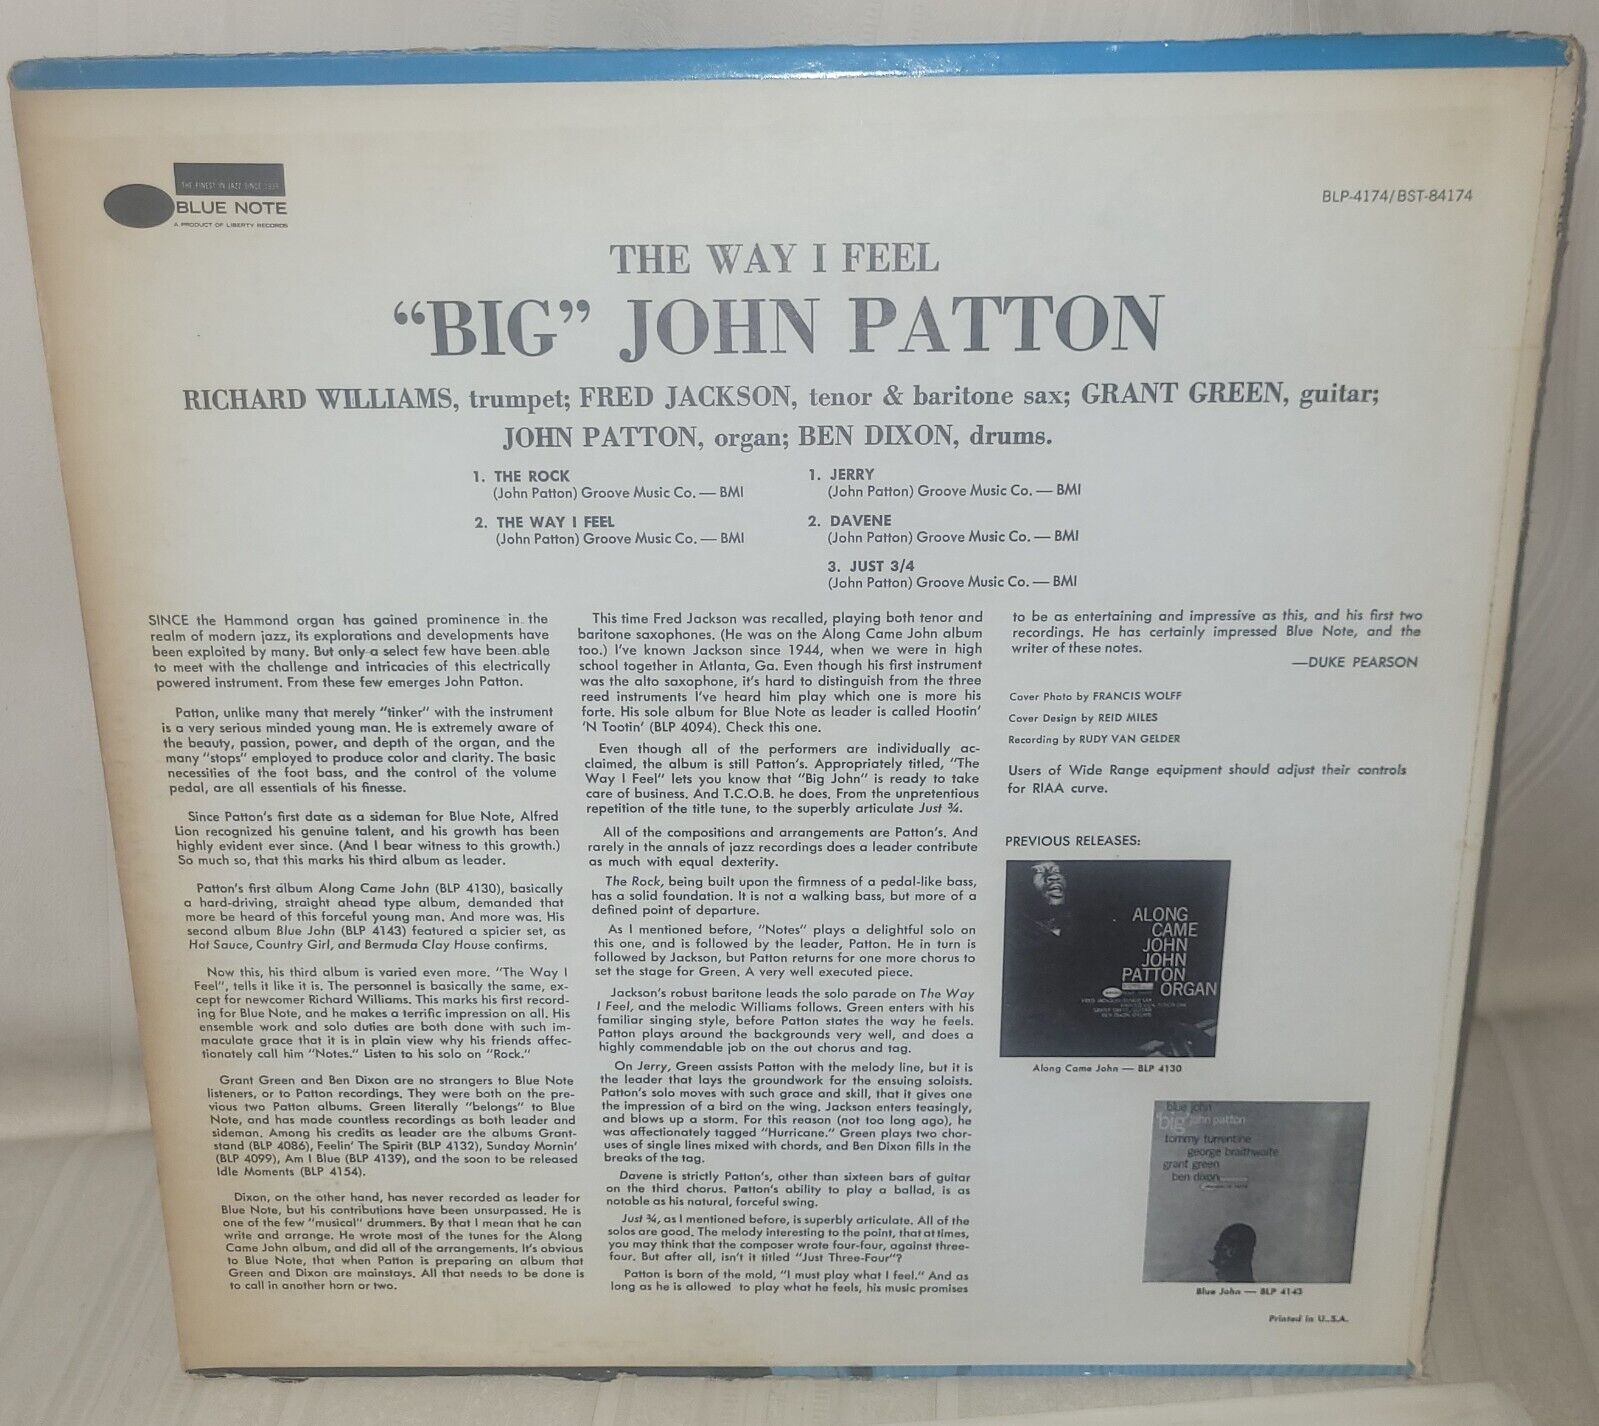 THE FINEST IN JAZZ SINCE 1939
BLUE NOTE
A PRODUCT OF LIBERTY RECORDS
BLP-4174/BST-84174
THE WAY I FEEL
“BIG” JOHN PATTON
RICHARD WILLIAMS, trumpet; FRED JACKSON, tenor & baritone sax; GRANT GREEN, guitar;
JOHN PATTON, organ; BEN DIXON, drums.
1. THE ROCK
(John Patton) Groove Music Co. — BMI
2. THE WAY I FEEL
(John Patton) Groove Music Co. — BMI
1. JERRY
(John Patton) Groove Music Co. — BMI
2. DAVENE
(John Patton) Groove Music Co. — BMI
3. JUST 3/4
(John Patton) Groove Music Co. — BMI
SINCE the Hammond organ has gained prominence in the
realm of modern jazz, its explorations and developments have
been exploited by many. But only a select few have been able
to meet with the challenge and intricacies of this electrically
powered instrument. From these few emerges John Patton.
Patton, unlike many that merely “tinker” with the instrument
is a very serious minded young man. He is extremely aware of
the beauty, passion, power, and depth of the organ, and the
many “stops” employed to produce color and clarity. The basic
necessities of the foot bass, and the control of the volume
pedal, are all essentials of his finesse.
Since Patton’s first date as a sideman for Blue Note, Alfred
Lion recognized his genuine talent, and his growth has been
highly evident ever since. (And I bear witness to this growth.)
So much so, that this marks his third album as leader.
Patton’s first album Along Came John (BLP 4130), basically
a hard-driving, straight ahead type album, demanded that
more be heard of this forceful young man. And more was. His
second album Blue John (BLP 4143) featured a spicier set, as
Hot Sauce, Country Girl, and Bermuda Clay House confirms.
Now this, his third album is varied even more. “The Way I
Feel”, tells it like it is. The personnel is basically the same, ex-
cept for newcomer Richard Williams. This marks his first record-
ing for Blue Note, and he makes a terrific impression on all. His
ensemble work and solo duties are both done with such im-
maculate grace that it is in plain view why his friends affec-
tionately call him “Notes.” Listen to his solo on “Rock.”
Grant Green and Ben Dixon are no strangers to Blue Note
listeners, or to Patton recordings. They were both on the pre-
vious two Patton albums. Green literally “belongs” to Blue
Note, and has made countless recordings as both leader and
sideman. Among his credits as leader are the albums Grant-
stand (BLP 4086), Feelin’ The Spirit (BLP 4132), Sunday Mornin’
(BLP 4099), Am I Blue (BLP 4139), and the soon to be released
Idle Moments (BLP 4154).
Dixon, on the other hand, has never recorded as leader for
Blue Note, but his contributions have been unsurpassed. He is
one of the few “musical” drummers. By that I mean that he can
write and arrange. He wrote most of the tunes for the Along
Came John album, and did all of the arrangements. It’s obvious
to Blue Note, that when Patton is preparing an album that
Green and Dixon are mainstays. All that needs to be done is
to call in another horn or two.
This time Fred Jackson was recalled, playing both tenor and
baritone saxophones. (He was on the Along Came John album
too.) I’ve known Jackson since 1944, when we were in high
school together in Atlanta, Ga. Even though his first instrument
was the alto saxophone, it’s hard to distinguish from the three
reed instruments I’ve heard him play which one is more his
forte. His sole album for Blue Note as leader is called Hootin’
’N Tootin’ (BLP 4094). Check this one.
Even though all of the performers are individually ac-
claimed, the album is still Patton’s. Appropriately titled, “The
Way I Feel” lets you know that “Big John” is ready to take
care of business. And T.C.O.B. he does. From the unpretentious
repetition of the title tune, to the superbly articulate Just ¾.
All of the compositions and arrangements are Patton’s. And
rarely in the annals of jazz recordings does a leader contribute
as much with equal dexterity.
The Rock, being built upon the firmness of a pedal-like bass,
has a solid foundation. It is not a walking bass, but more of a
defined point of departure.
As I mentioned before, “Notes” plays a delightful solo on
this one, and is followed by the leader, Patton. He in turn is
followed by Jackson, but Patton returns for one more chorus to
set the stage for Green. A very well executed piece.
Jackson’s robust baritone leads the solo parade on The Way
I Feel, and the melodic Williams follows. Green enters with his
familiar singing style, before Patton states the way he feels.
Patton plays around the backgrounds very well, and does a
highly commendable job on the out chorus and tag.
On Jerry, Green assists Patton with the melody line, but it is
the leader that lays the groundwork for the ensuing soloists.
Patton’s solo moves with such grace and skill, that it gives one
the impression of a bird on the wing. Jackson enters teasingly,
and blows up a storm. For this reason (not too long ago), he
was affectionately tagged “Hurricane.” Green plays two chor-
uses of single lines mixed with chords, and Ben Dixon fills in the
breaks of the tag.
Davene is strictly Patton’s, other than sixteen bars of guitar
on the third chorus. Patton’s ability to play a ballad, is as
notable as his natural, forceful swing.
Just ¾, as I mentioned before, is superbly articulate. All of the
solos are good. The melody interesting to the point, that at times,
you may think that the composer wrote four-four, against three-
four. But after all, isn’t it titled “Just Three-Four”?
Patton is born of the mold, “I must play what I feel.” And as
long as he is allowed to play what he feels, his music promises
to be as entertaining and impressive as this, and his first two
recordings. He has certainly impressed Blue Note, and the
writer of these notes.
—DUKE PEARSON
Cover Photo by FRANCIS WOLFF
Cover Design by REID MILES
Recording by RUDY VAN GELDER
Users of Wide Range equipment should adjust their controls
for RIAA curve.
PREVIOUS RELEASES:
ALONG
CAME
JOHN
JOHN
PATTON
ORGAN
Along Came John — BLP 4130
blue john
"big" john patton
tommy turrentine
george braithwaite
grant green
ben dixon
Blue John — BLP 4143
Printed in U.S.A.